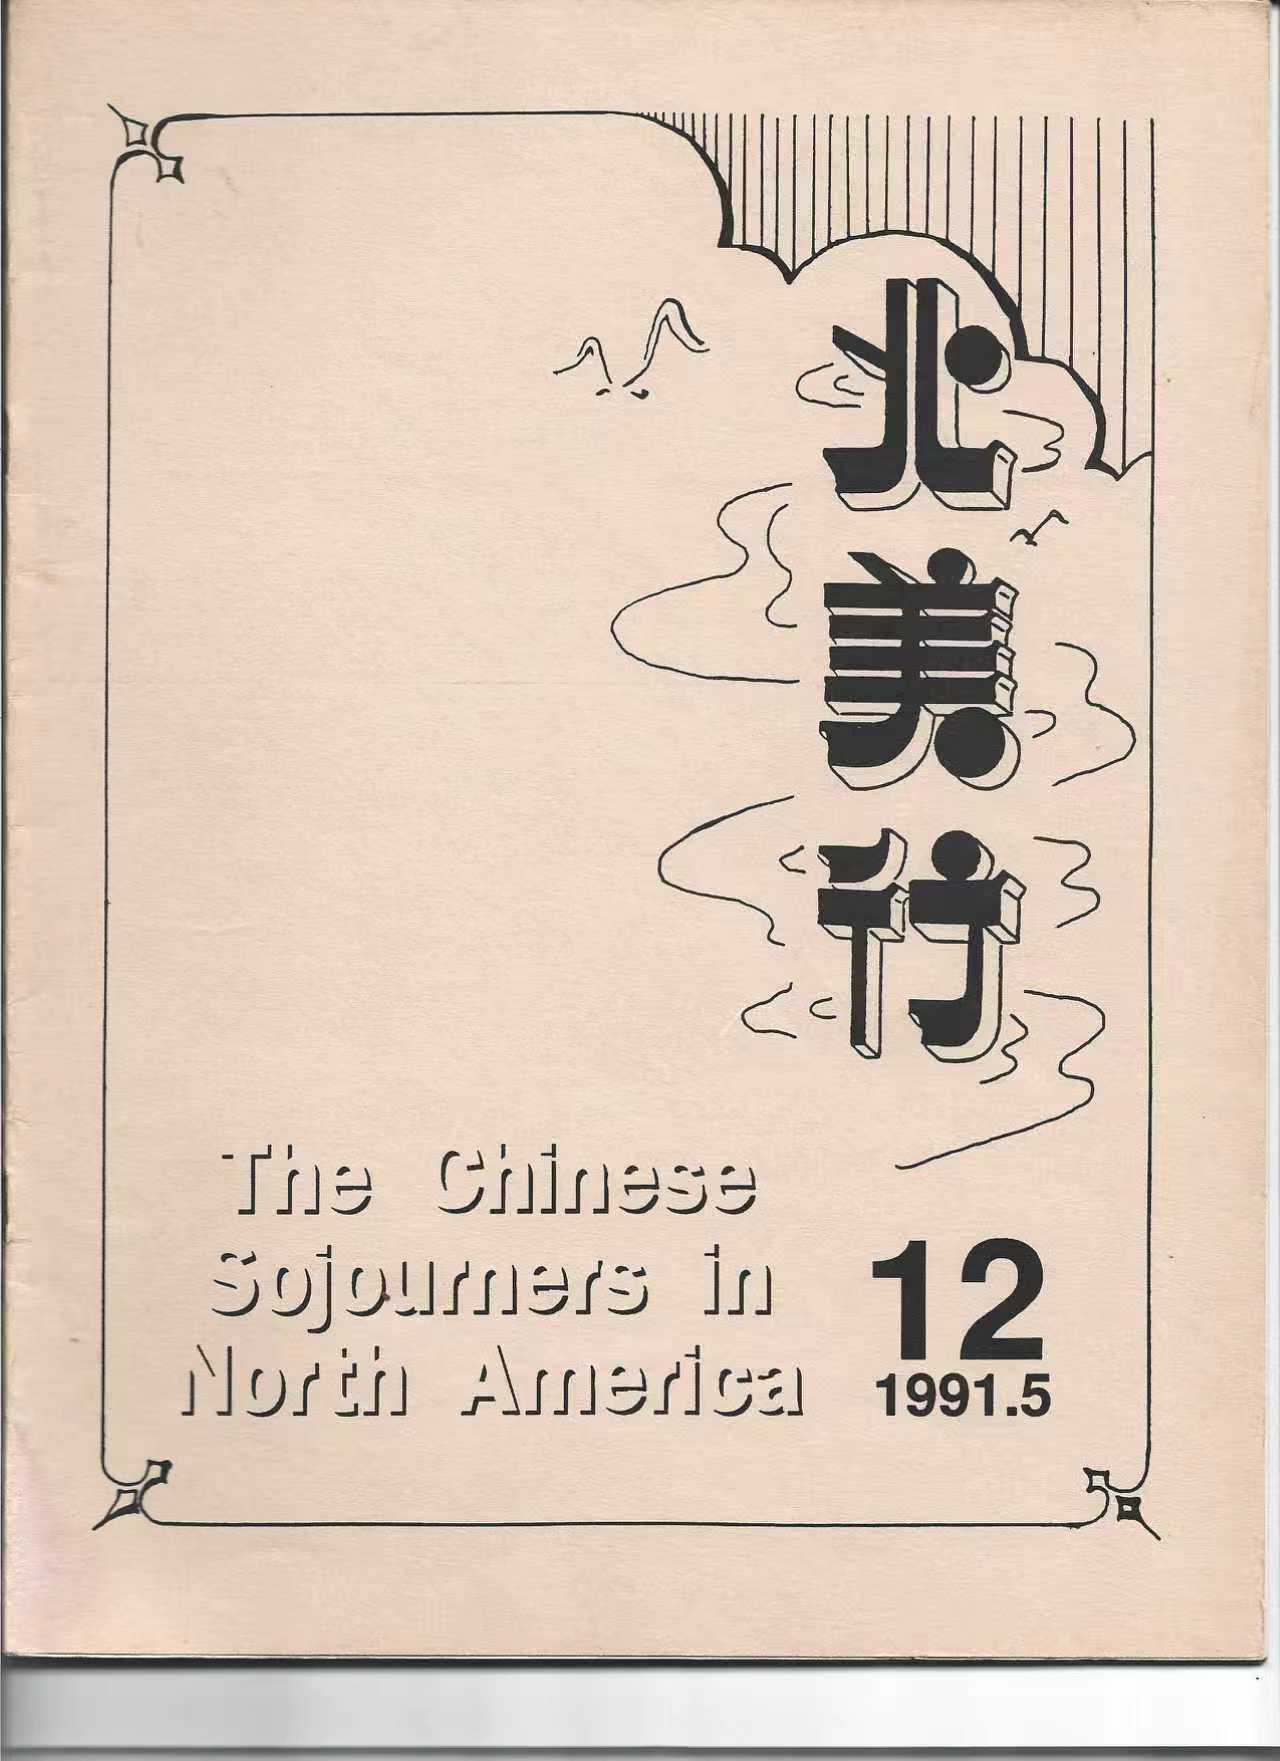 北美行
The Chinese
Sojourners in
North America
12
1991.5